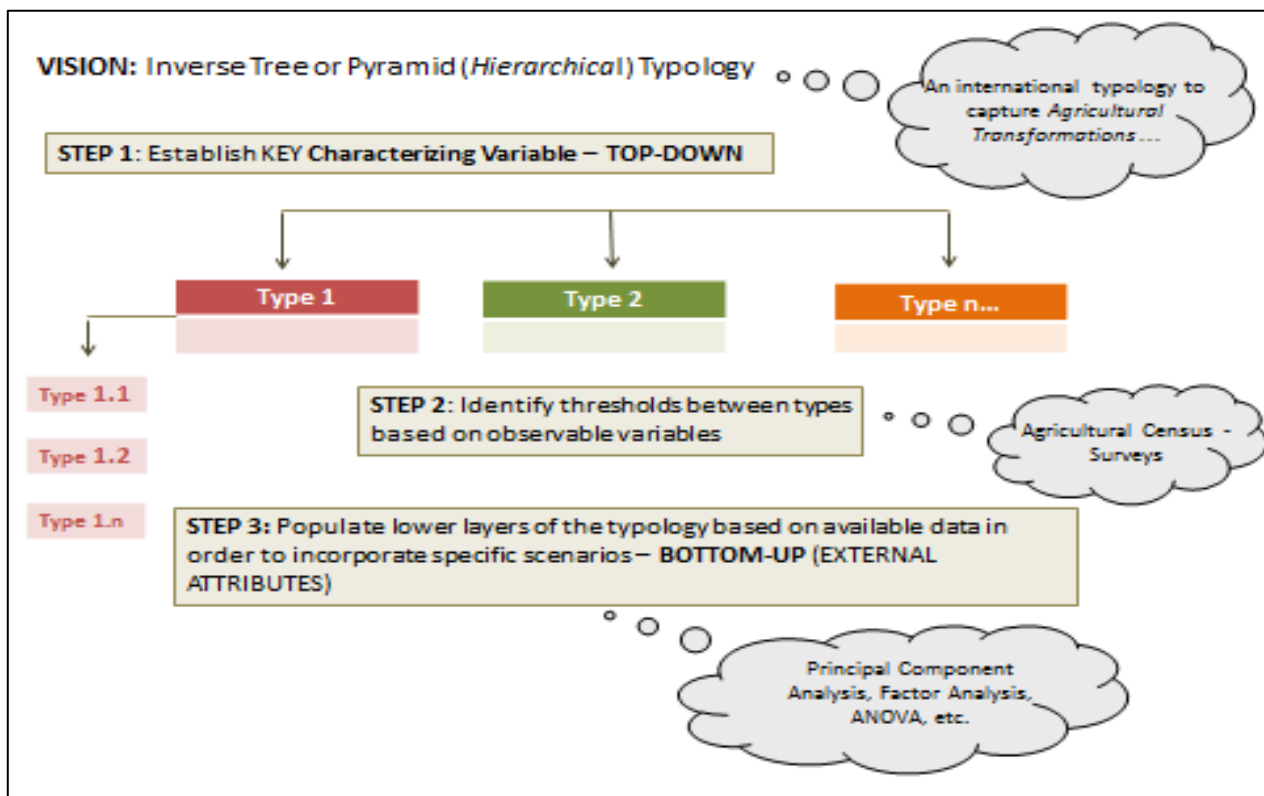 VISION: Inverse Tree or Pyramid (Hierarchical) Typology
An international typology to
capture Agricultural
Transformations ...
STEP 1: Establish KEY Characterizing Variable – TOP-DOWN
Type 1
Type 2
Type n...
Type 1.1
Type 1.2
Type 1.n
STEP 2: Identify thresholds between types
based on observable variables
Agricultural Census -
Surveys
STEP 3: Populate lower layers of the typology based on available data in
order to incorporate specific scenarios – BOTTOM-UP (EXTERNAL
ATTRIBUTES)
Principal Component
Analysis, Factor Analysis,
ANOVA, etc.